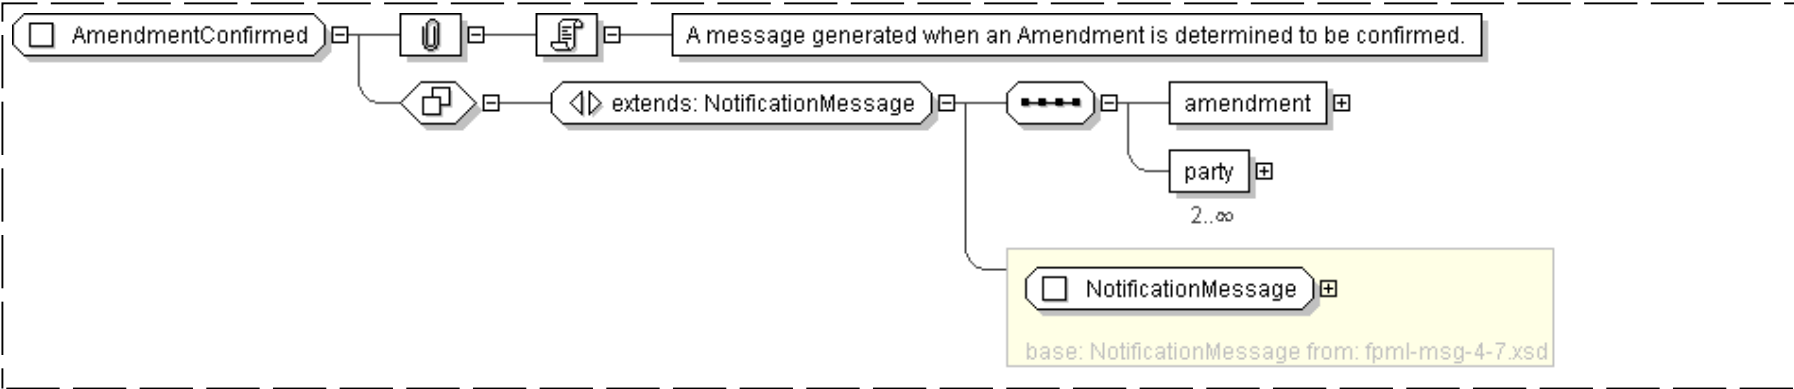 AmendmentConfirmed
A message generated when an Amendment is determined to be confirmed.
extends: NotificationMessage
amendment
party
2..∞
NotificationMessage
base: NotificationMessage from: fpml-msg-4-7.xsd